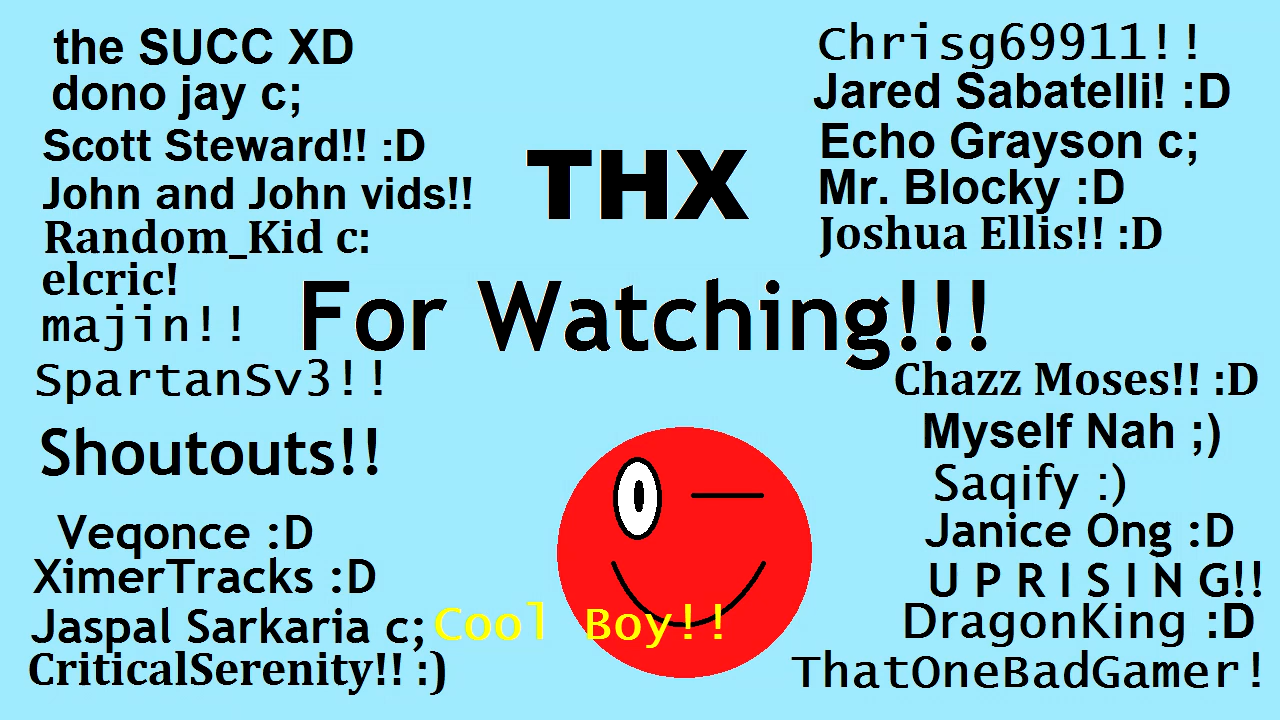 the SUCC XD
dono jay c;
Scott Steward!! :D
John and John vids!!
Random_Kid c:
elcric!
majin!!
SpartanSv3!!
THX
For Watching!!!
Chrisg69911!!
Jared Sabatelli! :D
Echo Grayson c;
Mr. Blocky :D
Joshua Ellis!! :D
Shoutouts!!
Veqonce :D
XimerTracks :D
Jaspal Sarkaria c;
CriticalSerenity!! :)
Cool Boy!!
Chazz Moses!! :D
Myself Nah ;)
Saqify :)
Janice Ong :D
U P R I S I N G!!
DragonKing :D
ThatOneBadGamer!